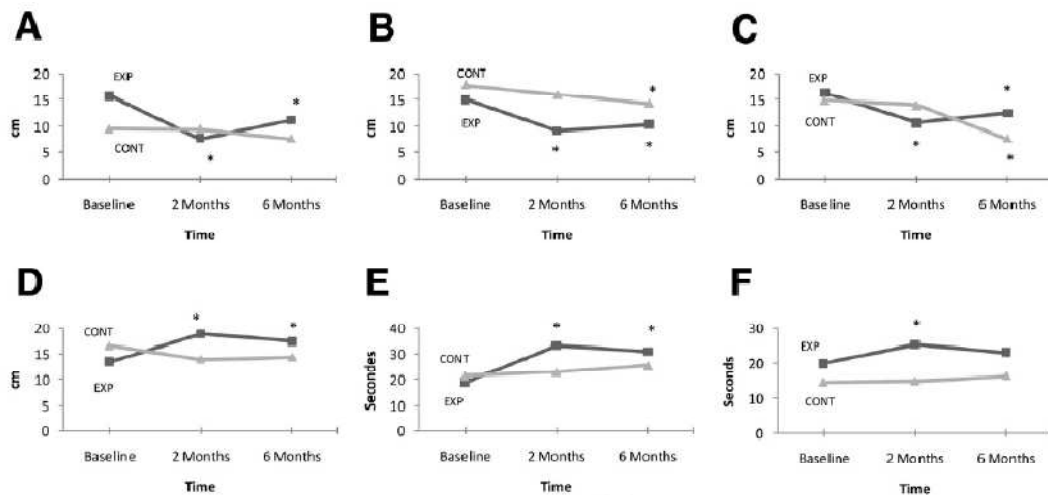 A
cm
20
15
10
5
0
EXP
CONT
*
*
Baseline 2 Months 6 Months
Time
B
cm
20
15
10
5
0
CONT
EXP
*
*
*
Baseline 2 Months 6 Months
Time
C
cm
20
15
10
5
0
EXP
CONT
*
*
*
Baseline 2 Months 6 Months
Time
D
cm
20
15
10
5
0
CONT
EXP
*
*
Baseline 2 Months 6 Months
Time
E
Secondes
40
30
20
10
0
CONT
EXP
*
*
Baseline 2 Months 6 Months
Time
F
Seconds
30
20
10
0
EXP
CONT
*
Baseline 2 Months 6 Months
Time